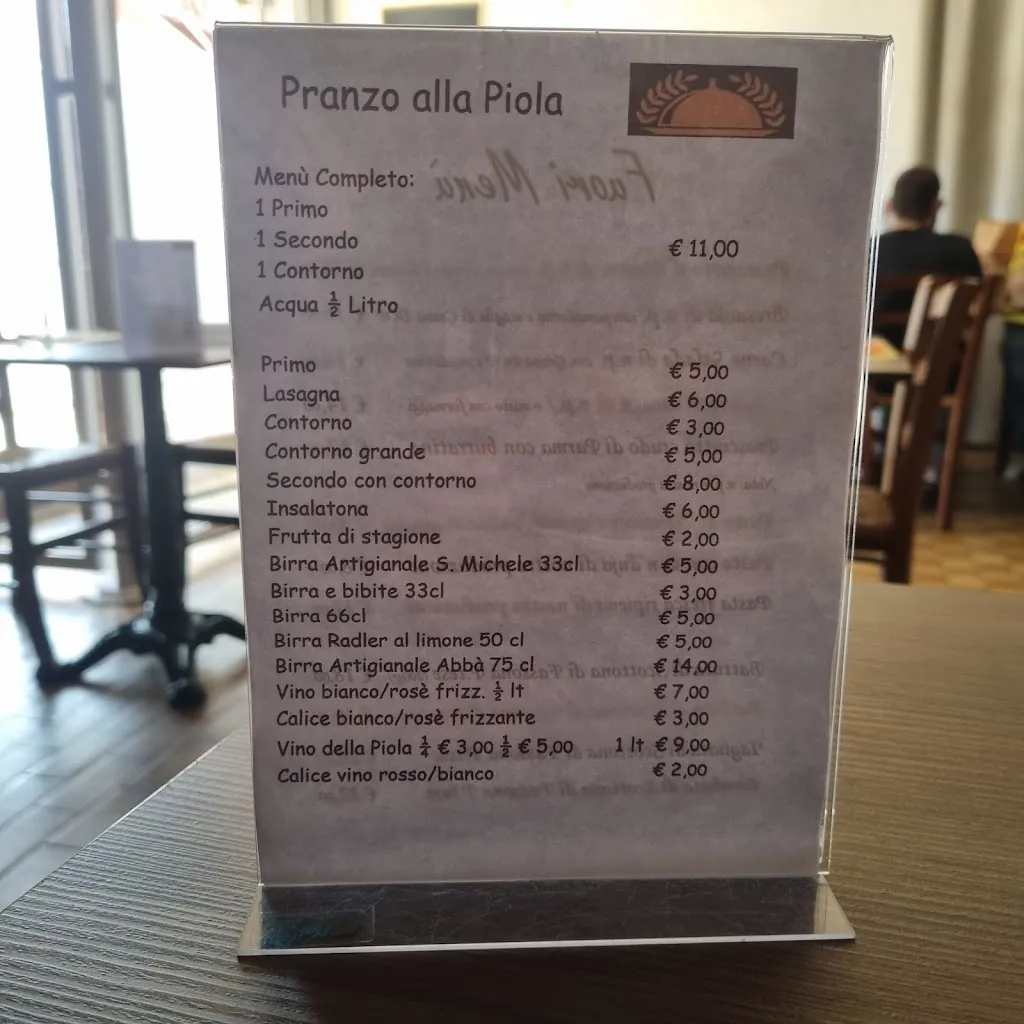 Pranzo alla Piola
Menù Completo:
1 Primo
1 Secondo
€ 11,00
1 Contorno
Acqua ½ Litro
Primo € 5,00
Lasagna € 6,00
Contorno € 3,00
Contorno grande € 5,00
Secondo con contorno € 8,00
Insalatona € 6,00
Frutta di stagione € 2,00
Birra Artigianale S. Michele 33cl € 5,00
Birra e bibite 33cl € 3,00
Birra 66cl € 5,00
Birra Radler al limone 50 cl € 5,00
Birra Artigianale Abbà 75 cl € 14,00
Vino bianco/rosè frizz. ½ lt € 7,00
Calice bianco/rosè frizzante € 3,00
Vino della Piola ¼ € 3,00 ½ € 5,00 1 lt € 9,00
Calice vino rosso/bianco € 2,00
Fuori Menù